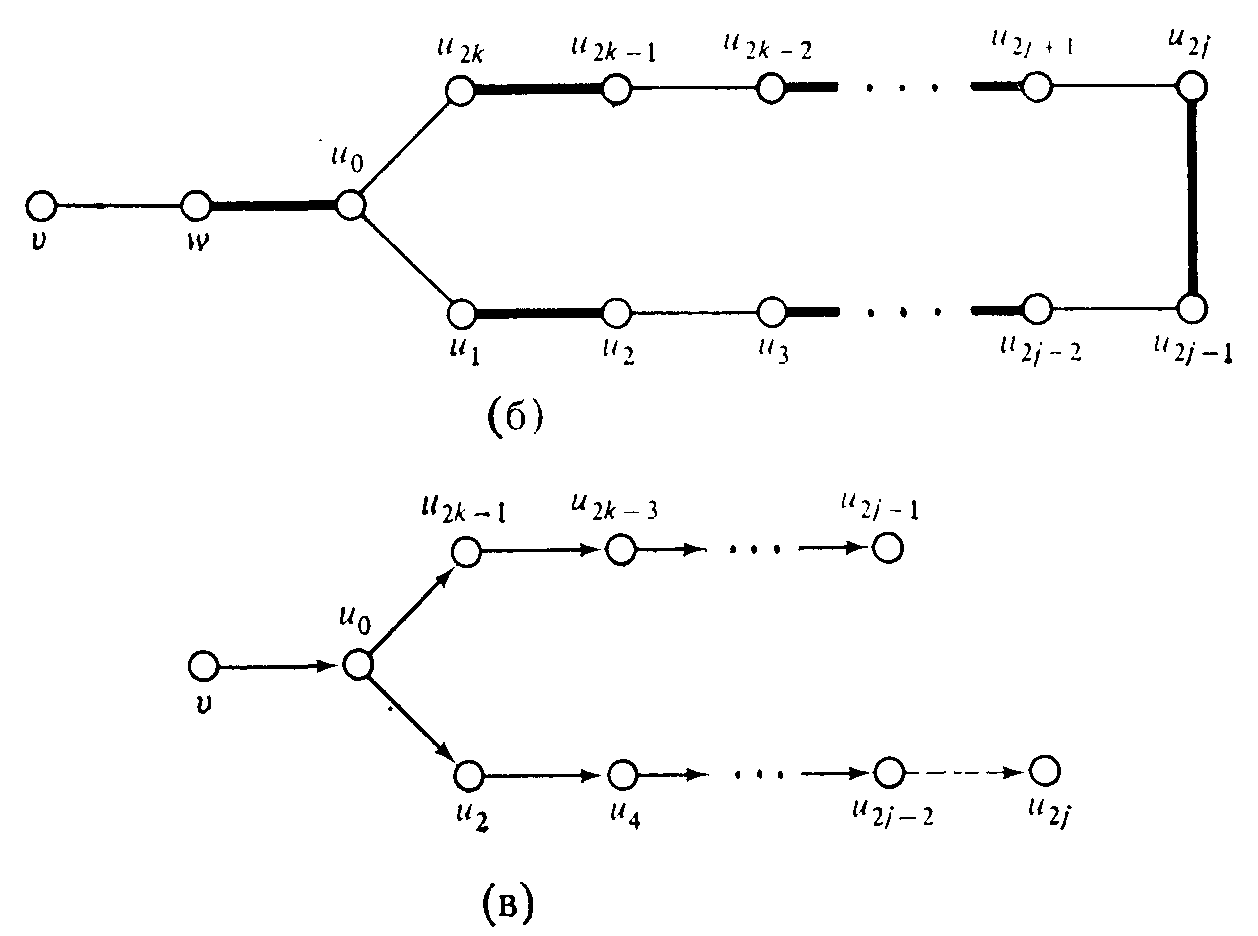 u₂ₖ u₂ₖ₋₁ u₂ₖ₋₂ u₂ⱼ₊₁ u₂ⱼ
u₀
v w
u₁ u₂ u₃ u₂ⱼ₋₂ u₂ⱼ₋₁
(б)
u₂ₖ₋₁ u₂ₖ₋₃ u₂ⱼ₋₁
u₀
v
u₂ u₄ u₂ⱼ₋₂ u₂ⱼ
(в)